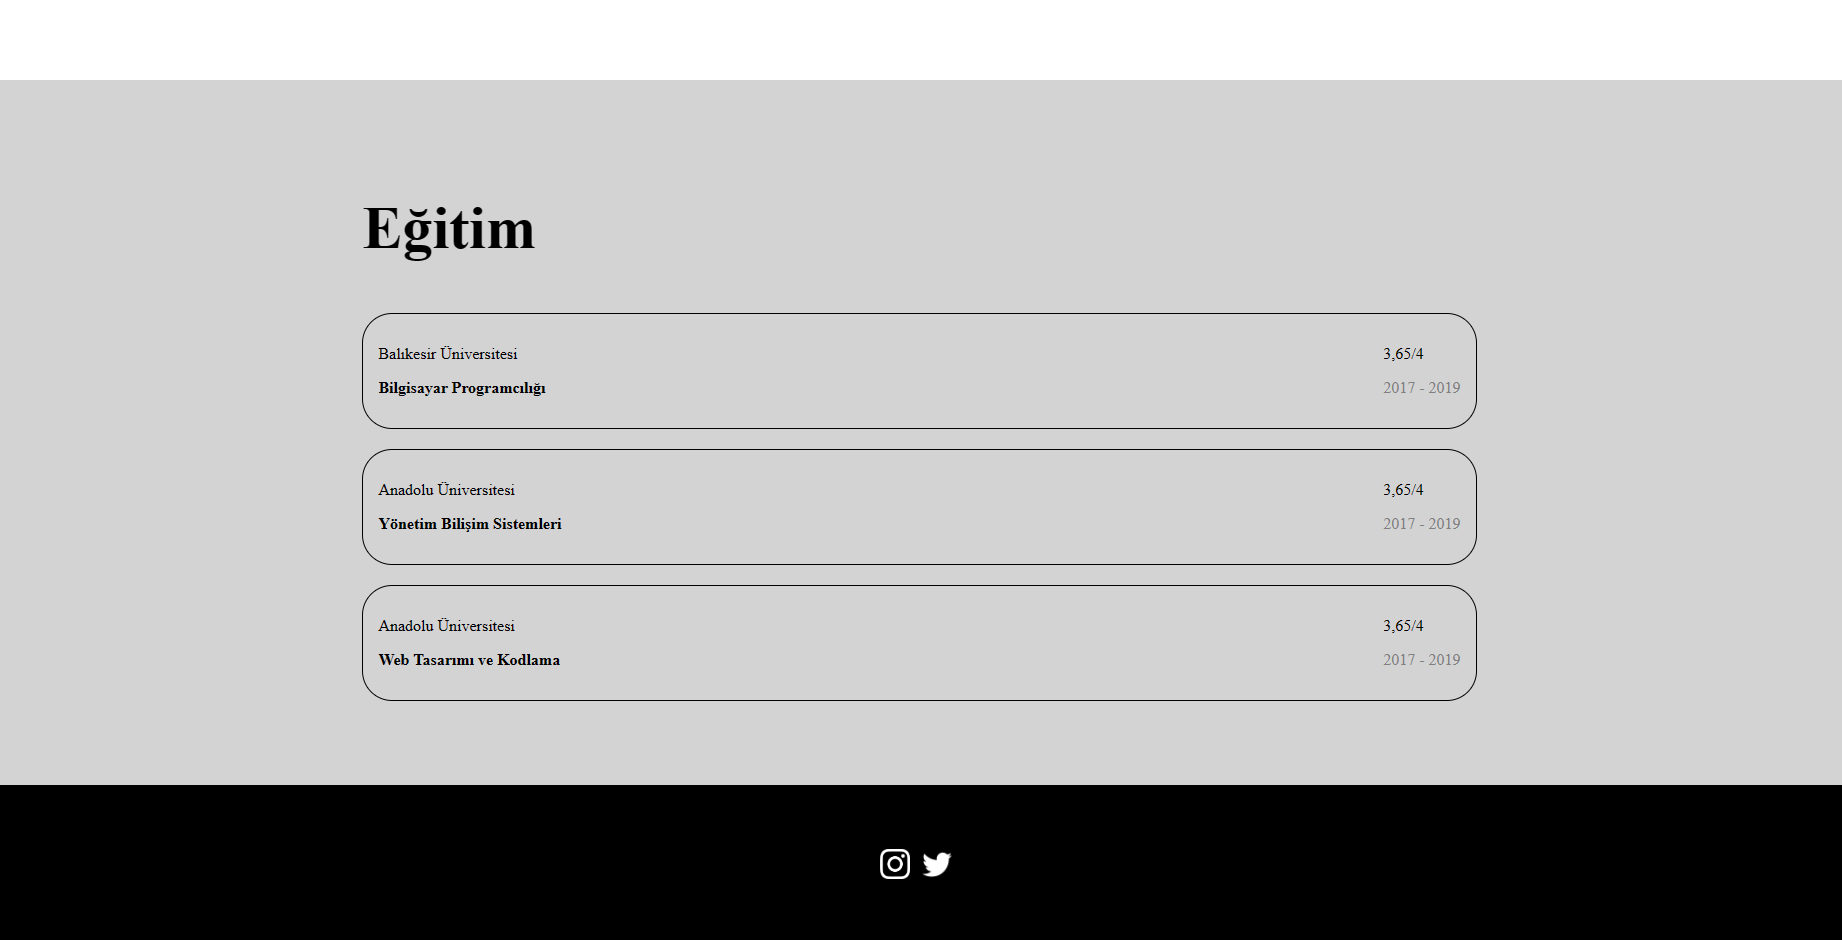 Eğitim
Balıkesir Üniversitesi 3,65/4
Bilgisayar Programcılığı 2017 - 2019
Anadolu Üniversitesi 3,65/4
Yönetim Bilişim Sistemleri 2017 - 2019
Anadolu Üniversitesi 3,65/4
Web Tasarımı ve Kodlama 2017 - 2019